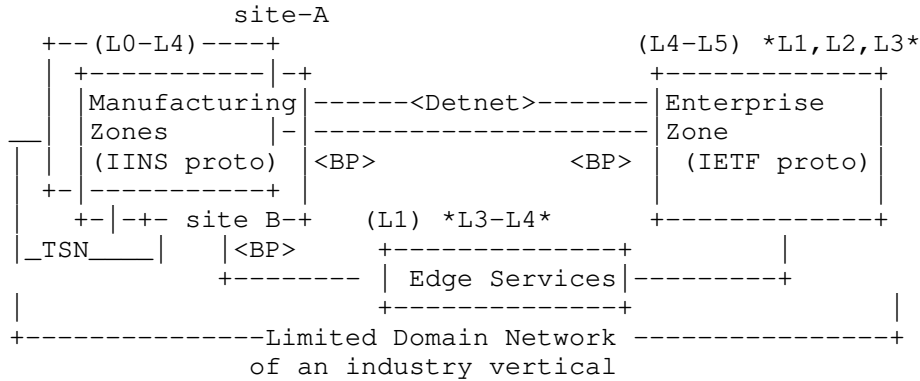 site-A
(L0-L4) (L4-L5) *L1,L2,L3*
Manufacturing <Detnet> Enterprise
Zones Zone
(IINS proto) <BP> <BP> (IETF proto)
site B (L1) *L3-L4*
TSN <BP>
Edge Services
Limited Domain Network
of an industry vertical